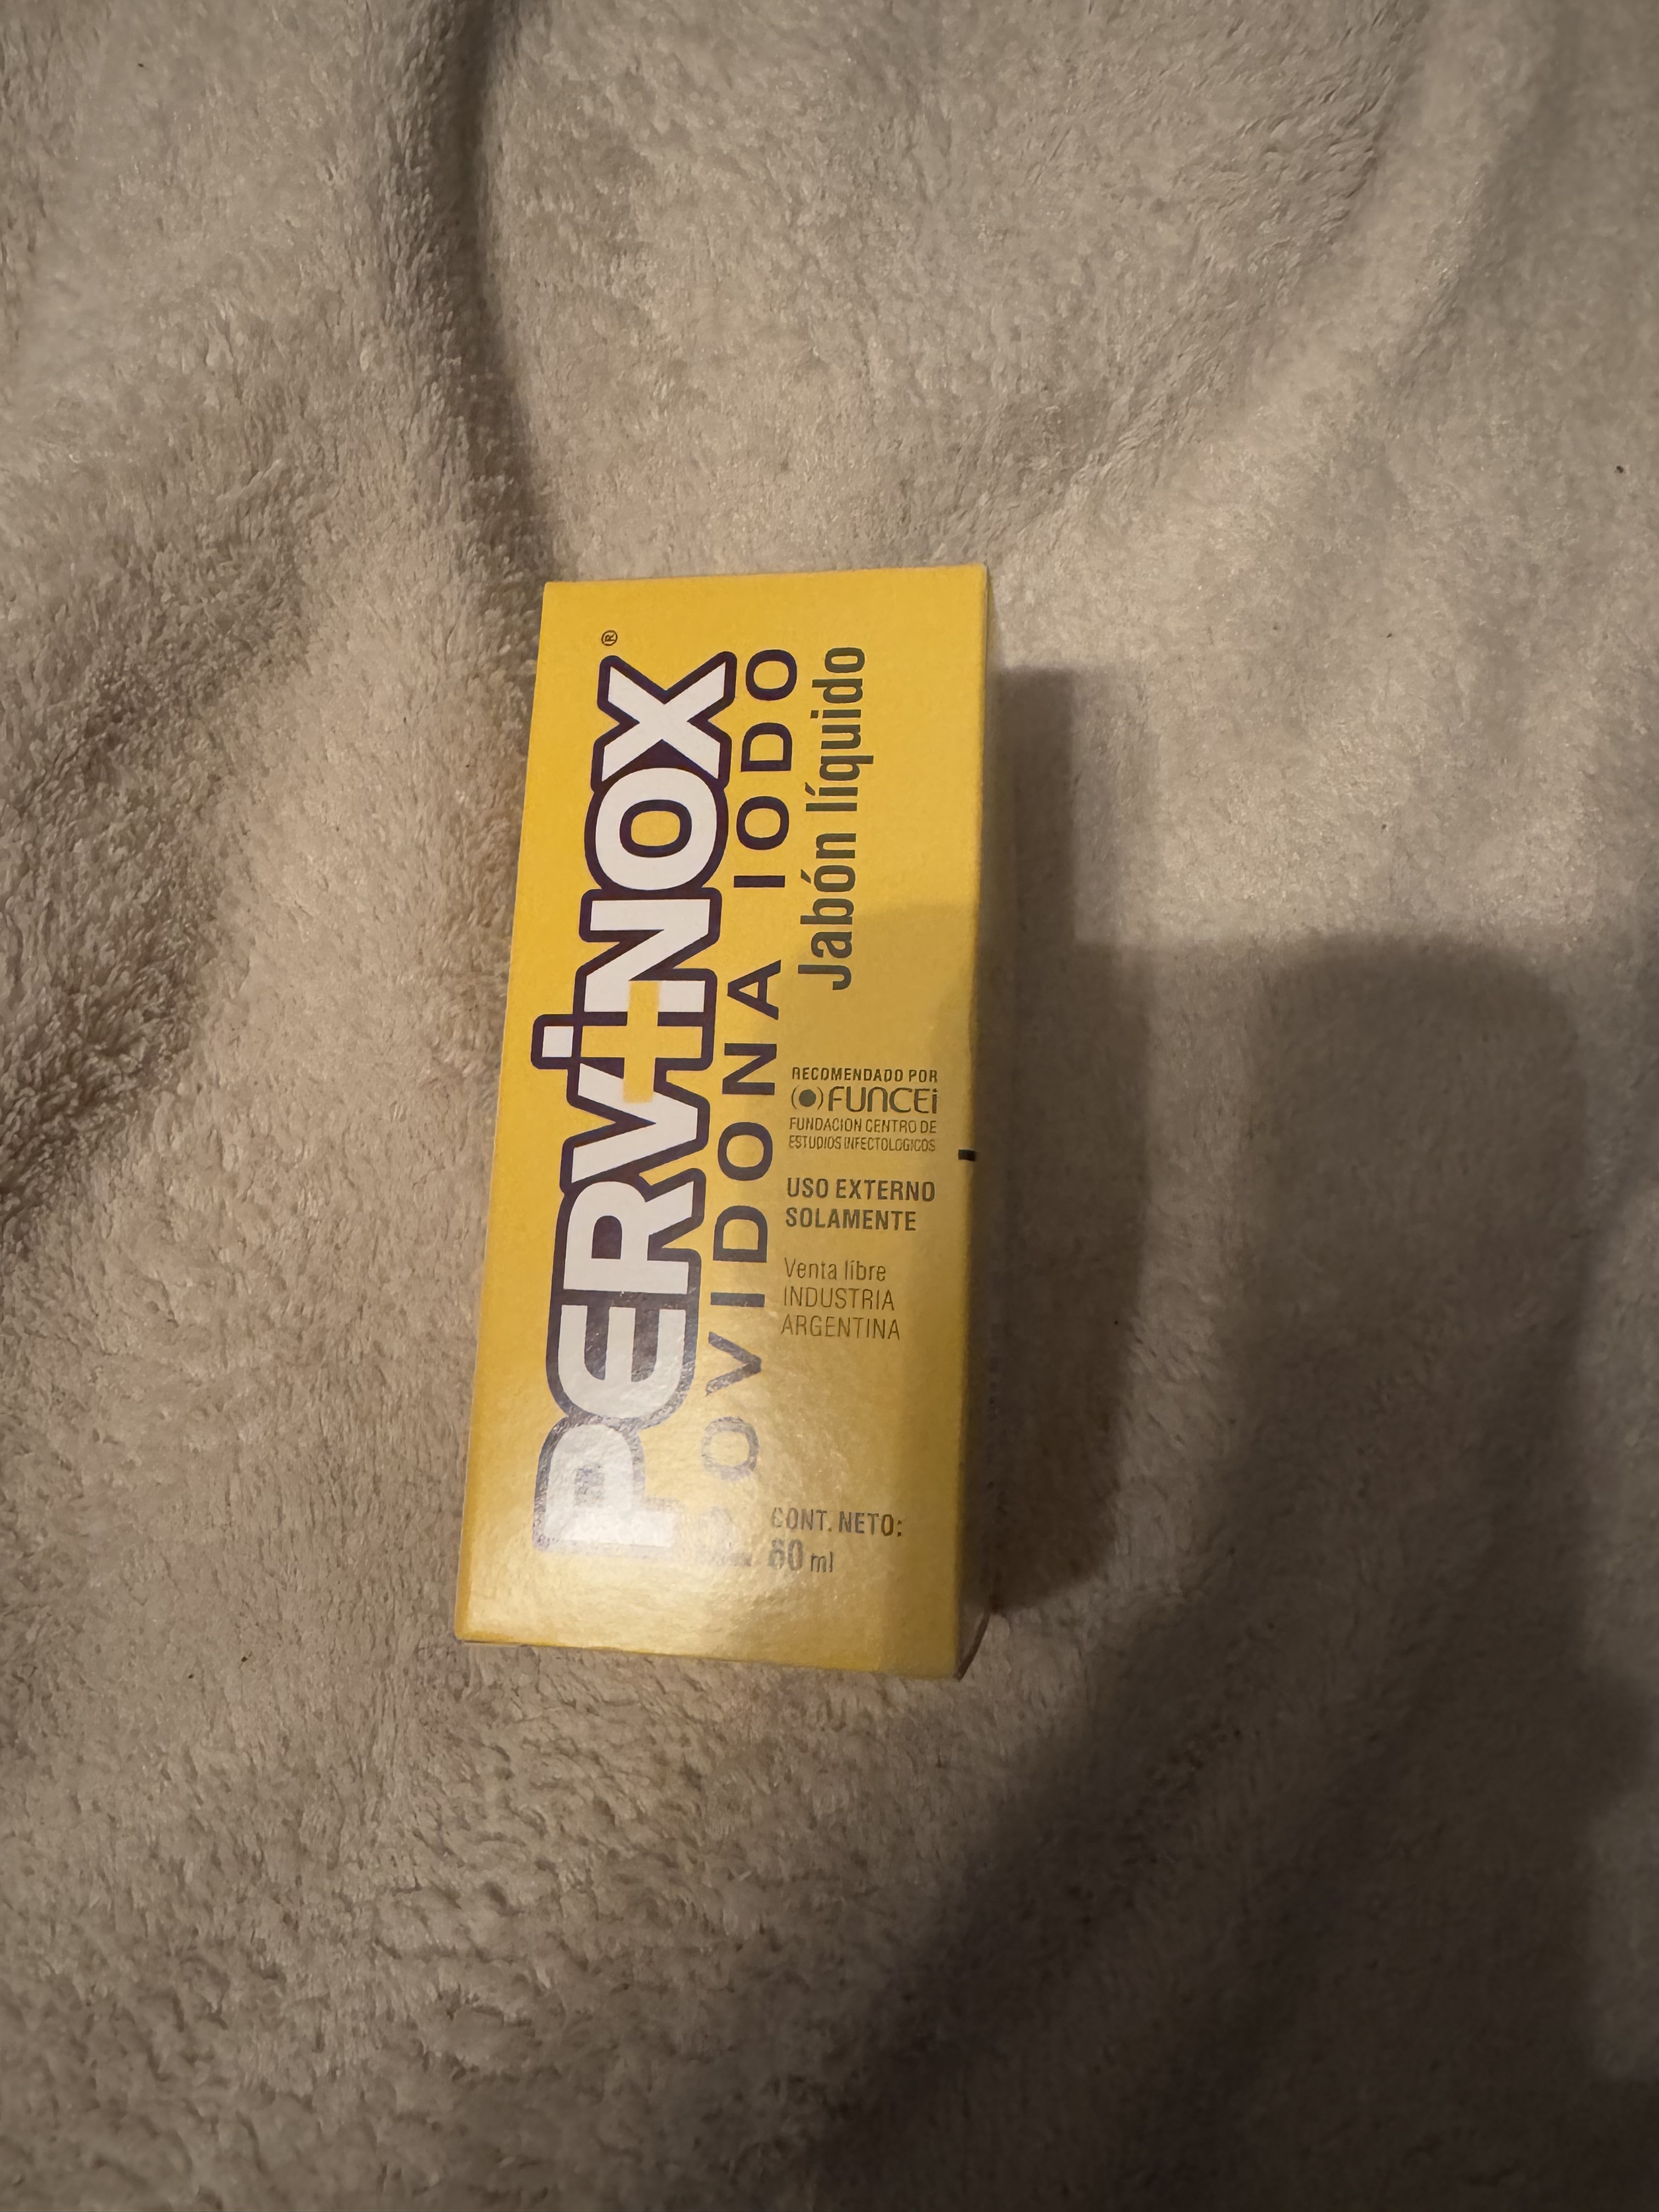 PERViNOX®
POVIDONA IODO
Jabón líquido
RECOMENDADO POR
FUNCEi
FUNDACION CENTRO DE
ESTUDIOS INFECTOLOGICOS
USO EXTERNO
SOLAMENTE
Venta libre
INDUSTRIA
ARGENTINA
CONT. NETO:
60 ml